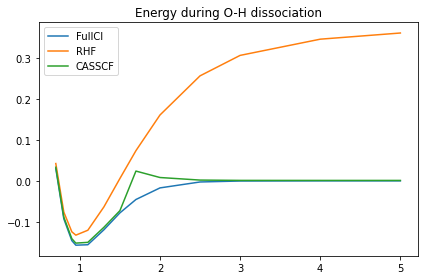 Energy during O-H dissociation
FullCI
RHF
CASSCF
0.3
0.2
0.1
0.0
−0.1
1
2
3
4
5